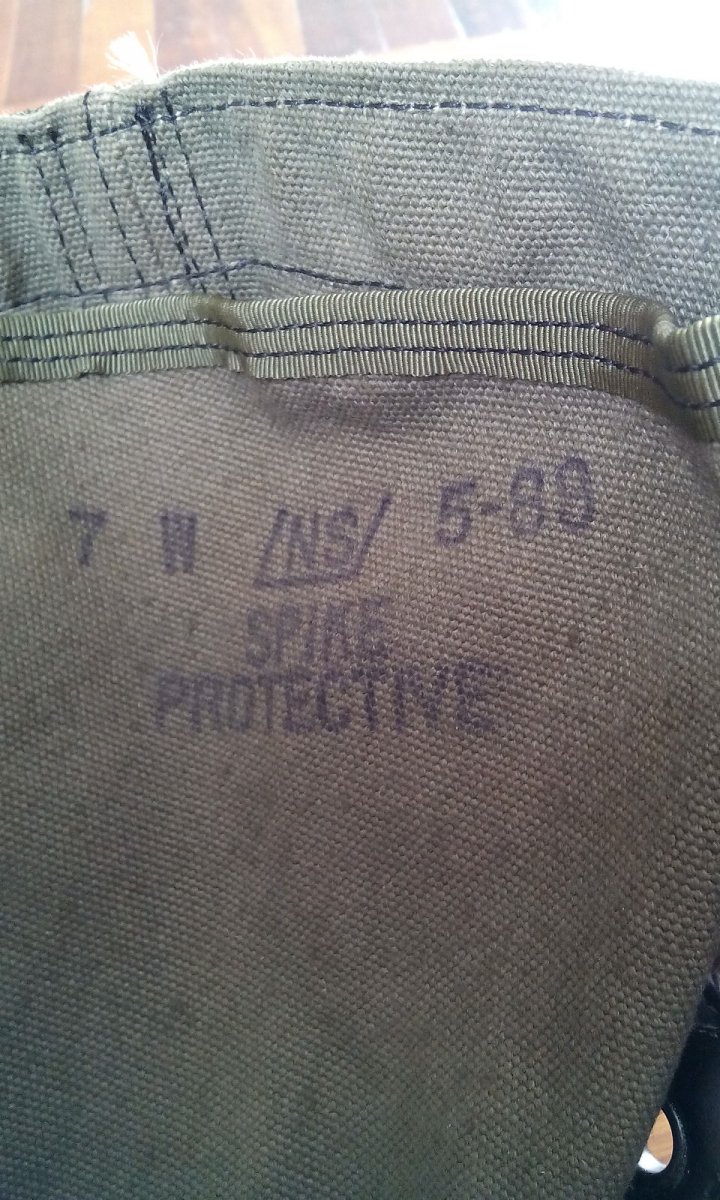 7 W /NS/ 5-69
SPIKE
PROTECTIVE